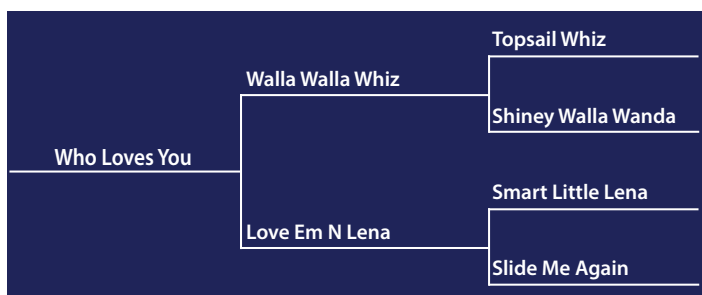 Topsail Whiz
Walla Walla Whiz
Shiney Walla Wanda
Who Loves You
Smart Little Lena
Love Em N Lena
Slide Me Again